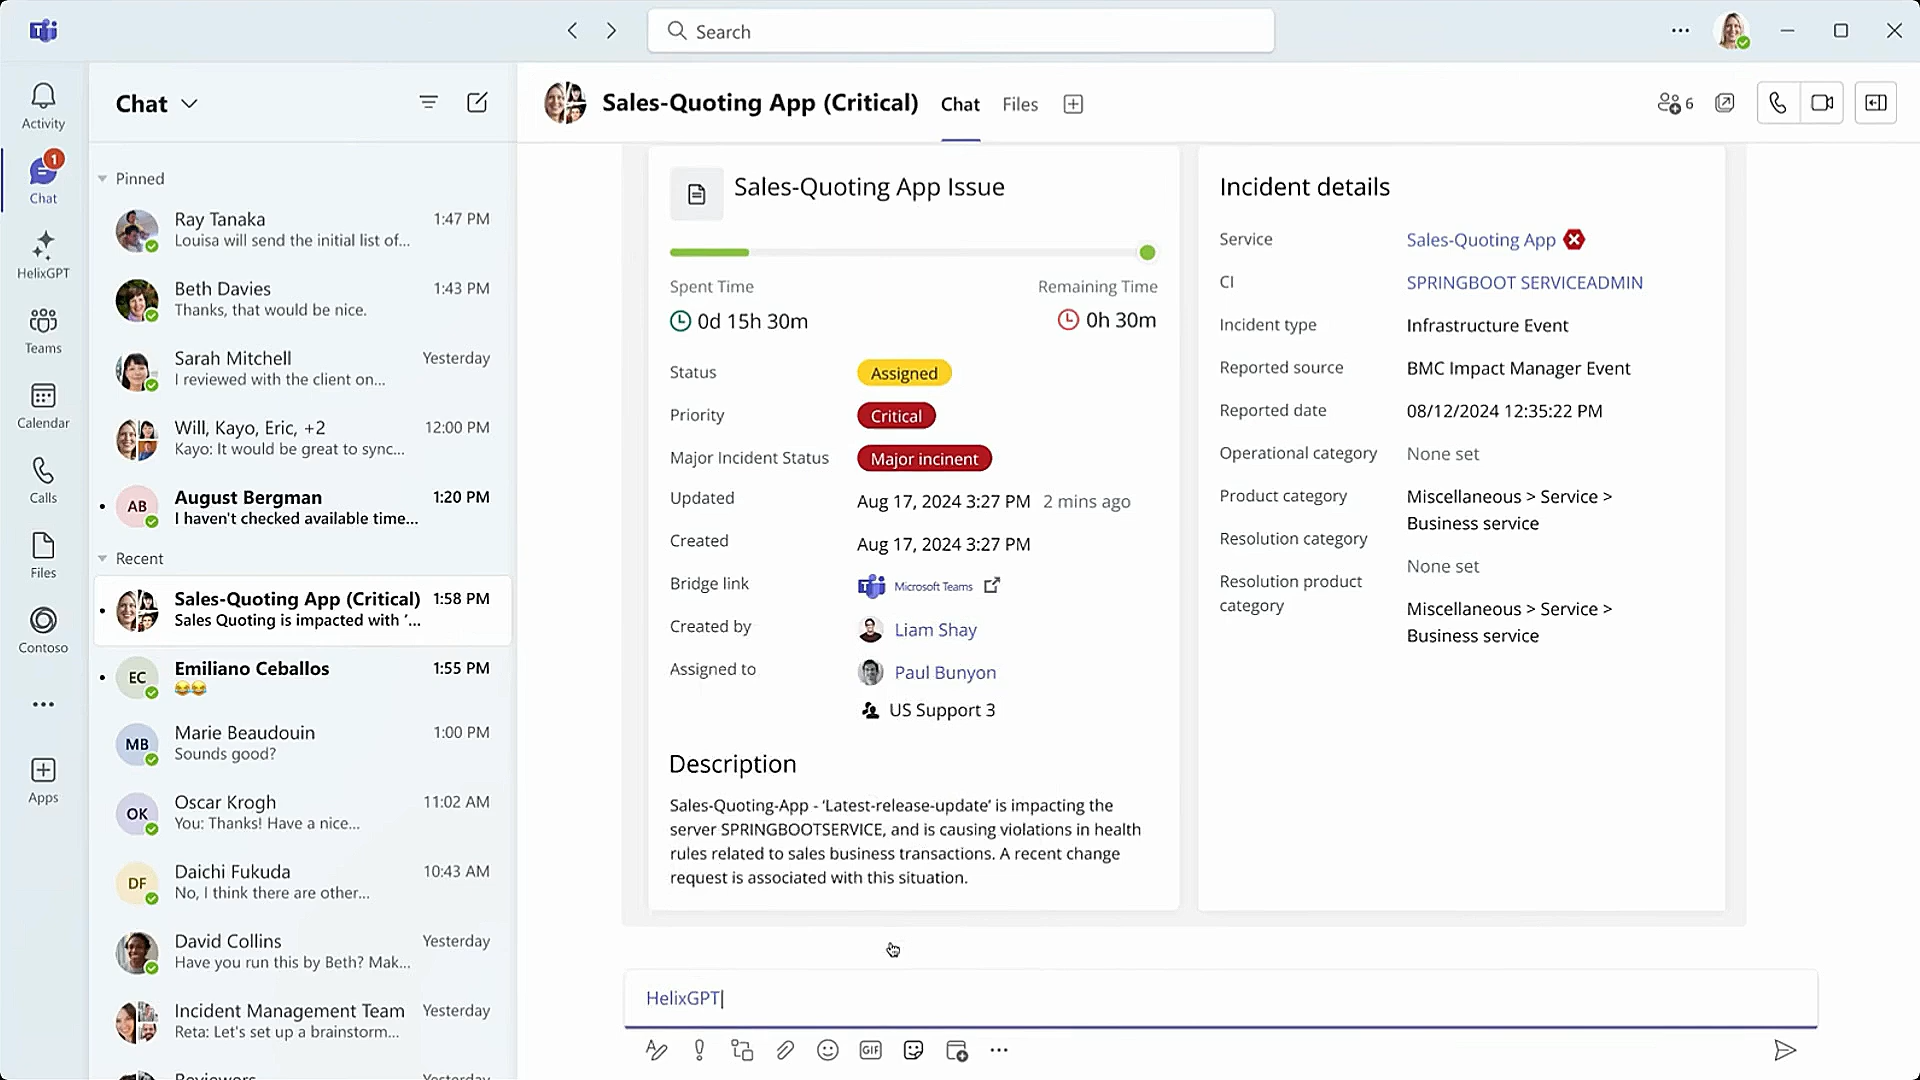 Search
Activity
1
Chat
HelixGPT
Teams
Calendar
Calls
Files
Contoso
Apps
Chat
Pinned
Ray Tanaka 1:47 PM
Louisa will send the initial list of...
Beth Davies 1:43 PM
Thanks, that would be nice.
Sarah Mitchell Yesterday
I reviewed with the client on...
Will, Kayo, Eric, +2 12:00 PM
Kayo: It would be great to sync...
AB August Bergman 1:20 PM
I haven't checked available time...
Recent
Sales-Quoting App (Critical) 1:58 PM
Sales Quoting is impacted with ‘...
EC Emiliano Ceballos 1:55 PM
😂😂
MB Marie Beaudouin 1:00 PM
Sounds good?
OK Oscar Krogh 11:02 AM
You: Thanks! Have a nice...
DF Daichi Fukuda 10:43 AM
No, I think there are other...
David Collins Yesterday
Have you run this by Beth? Mak...
Incident Management Team Yesterday
Reta: Let's set up a brainstorm...
Sales-Quoting App (Critical) Chat Files 6
Sales-Quoting App Issue
Spent Time Remaining Time
0d 15h 30m 0h 30m
Status Assigned
Priority Critical
Major Incident Status Major incinent
Updated Aug 17, 2024 3:27 PM 2 mins ago
Created Aug 17, 2024 3:27 PM
Bridge link Microsoft Teams
Created by Liam Shay
Assigned to Paul Bunyon
US Support 3
Description
Sales-Quoting-App - ‘Latest-release-update’ is impacting the
server SPRINGBOOTSERVICE, and is causing violations in health
rules related to sales business transactions. A recent change
request is associated with this situation.
Incident details
Service Sales-Quoting App
CI SPRINGBOOT SERVICEADMIN
Incident type Infrastructure Event
Reported source BMC Impact Manager Event
Reported date 08/12/2024 12:35:22 PM
Operational category None set
Product category Miscellaneous > Service >
Business service
Resolution category None set
Resolution product Miscellaneous > Service >
category Business service
HelixGPT
GIF